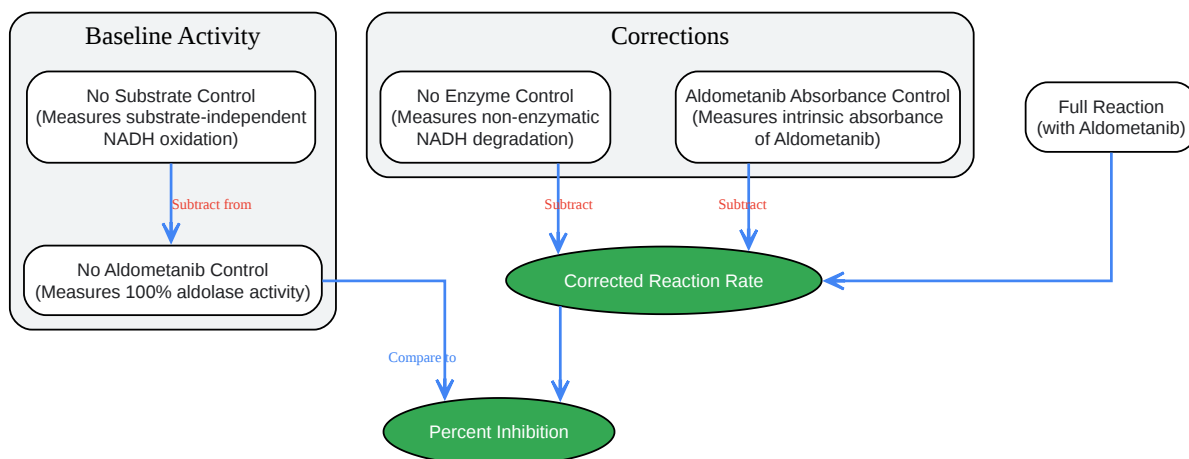 Baseline Activity
No Substrate Control
(Measures substrate-independent
NADH oxidation)
Subtract from
No Aldometanib Control
(Measures 100% aldolase activity)
Corrections
No Enzyme Control
(Measures non-enzymatic
NADH degradation)
Aldometanib Absorbance Control
(Measures intrinsic absorbance
of Aldometanib)
Full Reaction
(with Aldometanib)
Subtract
Subtract
Corrected Reaction Rate
Compare to
Percent Inhibition